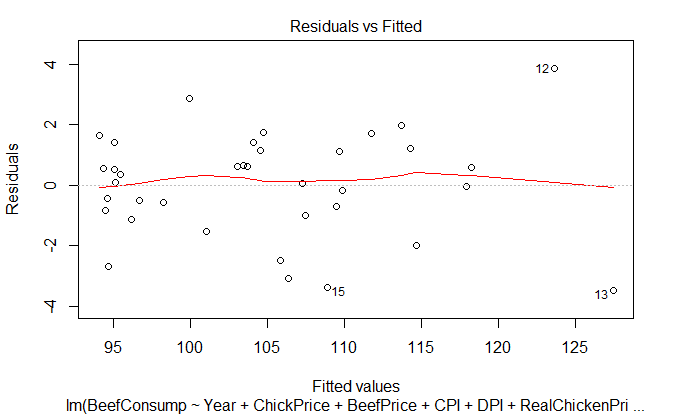 Residuals vs Fitted
Residuals
4
2
0
-2
-4
12
15
13
95 100 105 110 115 120 125
Fitted values
lm(BeefConsump ~ Year + ChickPrice + BeefPrice + CPI + DPI + RealChickenPri ...